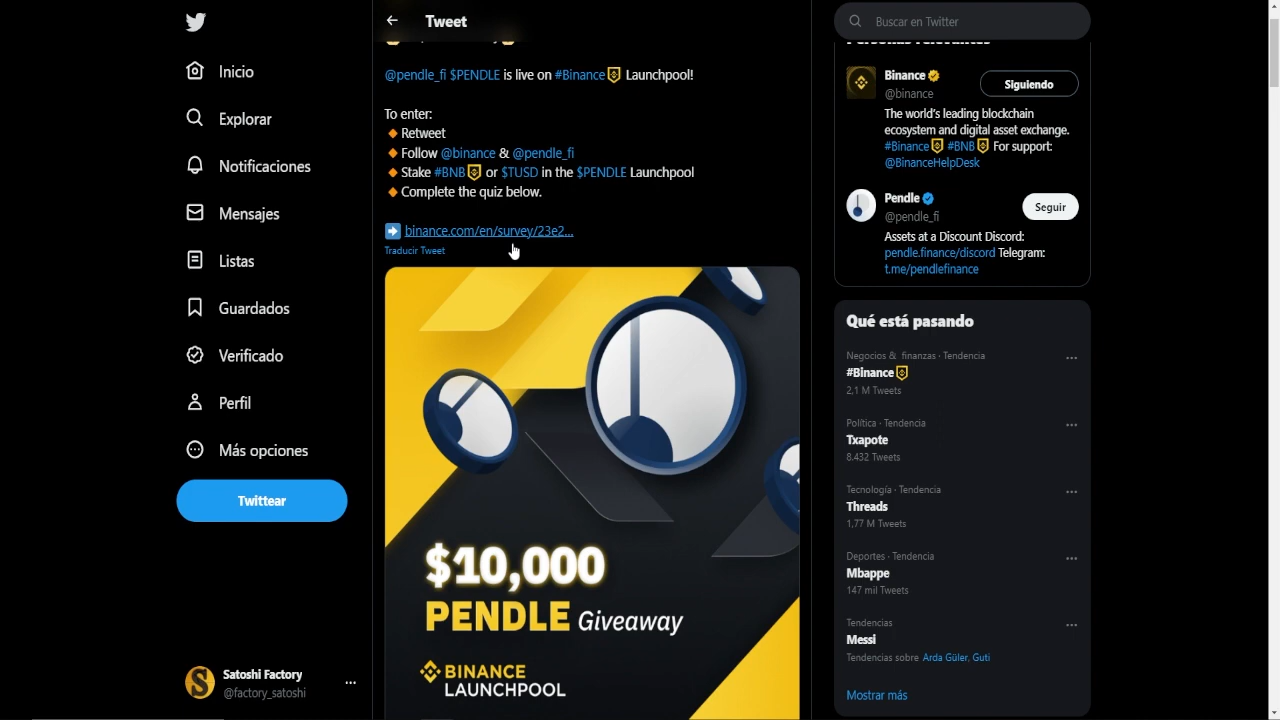 Tweet
Buscar en Twitter
Inicio
Explorar
Notificaciones
Mensajes
Listas
Guardados
Verificado
Perfil
Más opciones
Twittear
Satoshi Factory
@factory_satoshi
@pendle_fi $PENDLE is live on #Binance Launchpool!
To enter:
🔸Retweet
🔸Follow @binance & @pendle_fi
🔸Stake #BNB or $TUSD in the $PENDLE Launchpool
🔸Complete the quiz below.
➡️ binance.com/en/survey/23e2...
Traducir Tweet
$10,000
PENDLE Giveaway
BINANCE
LAUNCHPOOL
Personas relevantes
Binance
@binance
Siguiendo
The world's leading blockchain
ecosystem and digital asset exchange.
#Binance #BNB For support:
@BinanceHelpDesk
Pendle
@pendle_fi
Seguir
Assets at a Discount Discord:
pendle.finance/discord Telegram:
t.me/pendlefinance
Qué está pasando
Negocios & finanzas · Tendencia
#Binance
2,1 M Tweets
Política · Tendencia
Txapote
8.432 Tweets
Tecnología · Tendencia
Threads
1,77 M Tweets
Deportes · Tendencia
Mbappe
147 mil Tweets
Tendencias
Messi
Tendencias sobre Arda Güler, Guti
Mostrar más